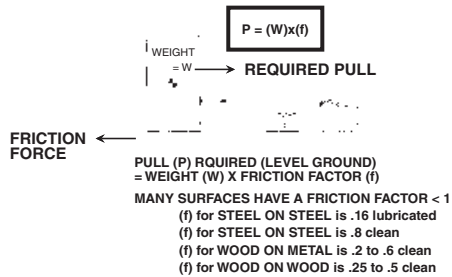 P = (W)x(f)
WEIGHT
= W
REQUIRED PULL
FRICTION
FORCE
PULL (P) RQUIRED (LEVEL GROUND)
= WEIGHT (W) X FRICTION FACTOR (f)
MANY SURFACES HAVE A FRICTION FACTOR < 1
(f) for STEEL ON STEEL is .16 lubricated
(f) for STEEL ON STEEL is .8 clean
(f) for WOOD ON METAL is .2 to .6 clean
(f) for WOOD ON WOOD is .25 to .5 clean